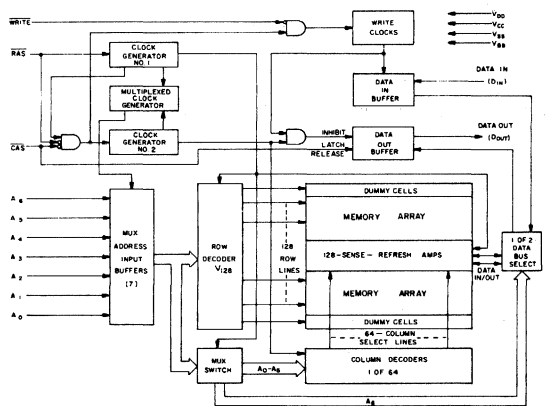 WRITE
RAS
CAS
CLOCK
GENERATOR
NO. 1
MULTIPLEXED
CLOCK
GENERATOR
CLOCK
GENERATOR
NO. 2
WRITE
CLOCKS
VDD
VCC
VSS
VBB
DATA IN
(DIN)
DATA
IN
BUFFER
INHIBIT
LATCH
RELEASE
DATA
OUT
BUFFER
DATA OUT
(DOUT)
A6
A5
A4
A3
A2
A1
A0
MUX
ADDRESS
INPUT
BUFFERS
(7)
ROW
DECODER
V128
128
ROW
LINES
DUMMY CELLS
MEMORY ARRAY
128-SENSE-REFRESH AMPS
MEMORY ARRAY
DUMMY CELLS
DATA
IN/OUT
1 OF 2
DATA
BUS
SELECT
64-COLUMN
SELECT LINES
MUX
SWITCH
A0-A5
COLUMN DECODERS
1 OF 64
A6